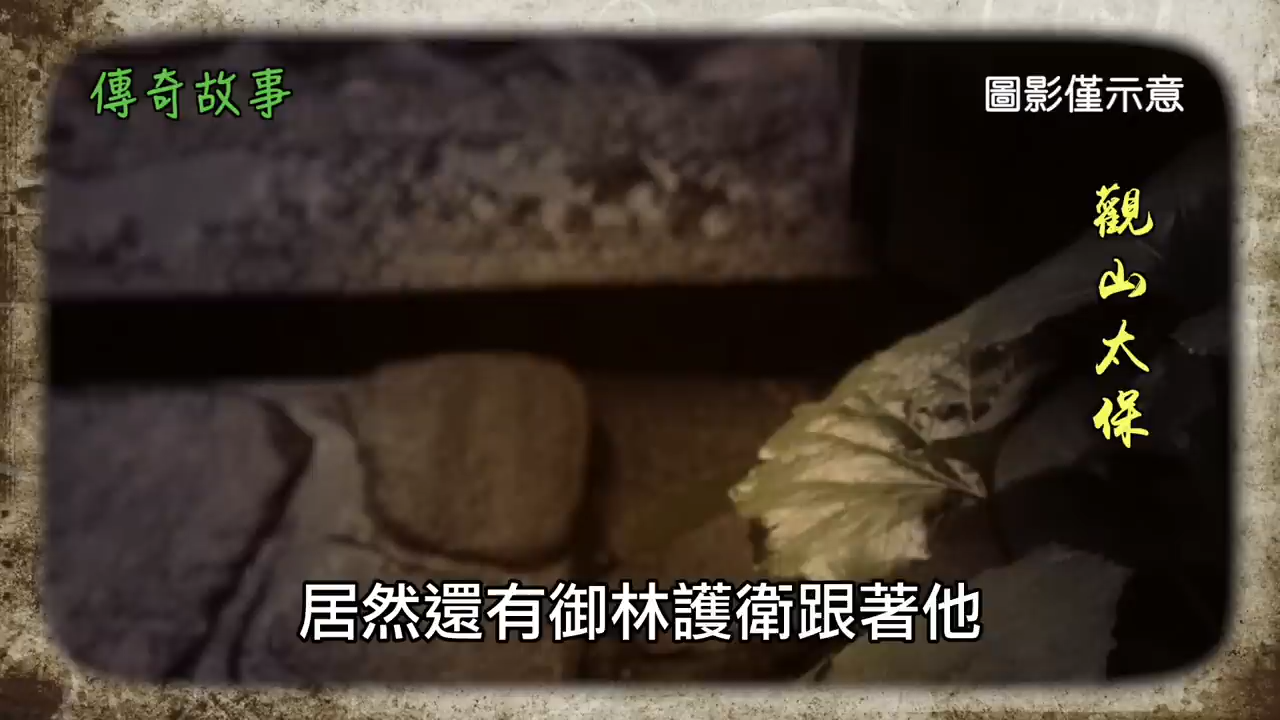 傳奇故事
圖影僅示意
觀山太保
居然還有御林護衛跟著他